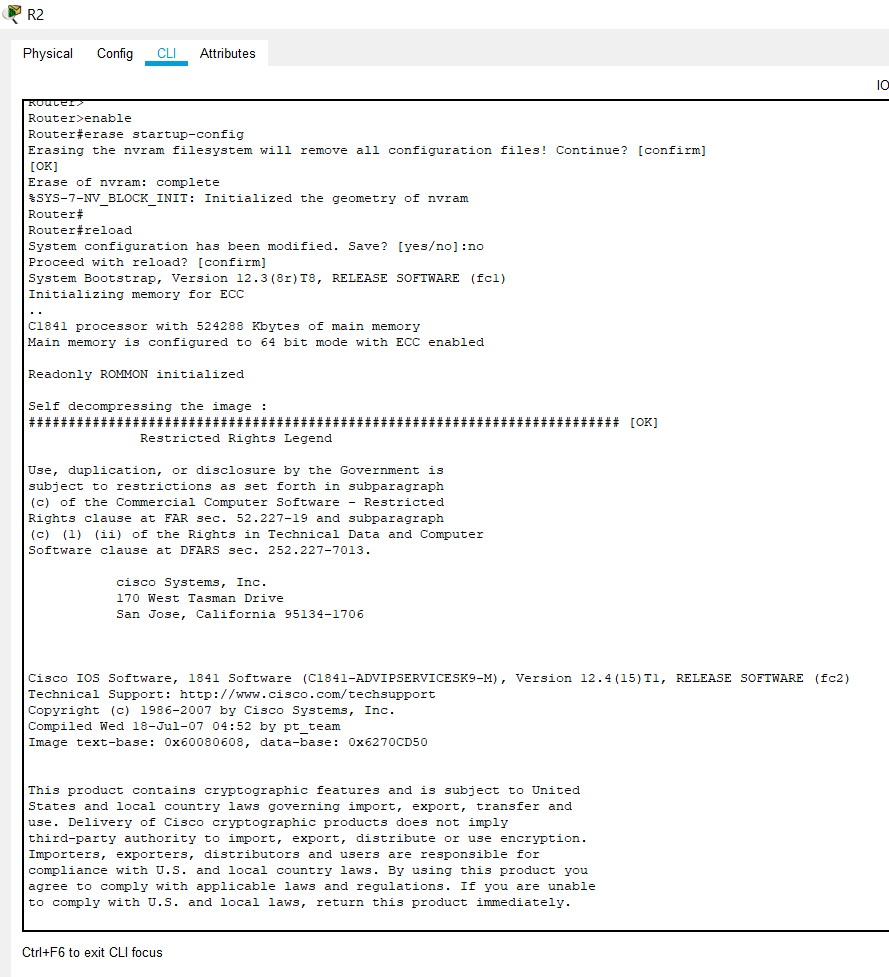 R2
Physical Config CLI Attributes
IO
Router>
Router>enable
Router#erase startup-config
Erasing the nvram filesystem will remove all configuration files! Continue? [confirm]
[OK]
Erase of nvram: complete
%SYS-7-NV_BLOCK_INIT: Initialized the geometry of nvram
Router#
Router#reload
System configuration has been modified. Save? [yes/no]:no
Proceed with reload? [confirm]
System Bootstrap, Version 12.3(8r)T8, RELEASE SOFTWARE (fc1)
Initializing memory for ECC
..
C1841 processor with 524288 Kbytes of main memory
Main memory is configured to 64 bit mode with ECC enabled
Readonly ROMMON initialized
Self decompressing the image :
########################################################################## [OK]
Restricted Rights Legend
Use, duplication, or disclosure by the Government is
subject to restrictions as set forth in subparagraph
(c) of the Commercial Computer Software - Restricted
Rights clause at FAR sec. 52.227-19 and subparagraph
(c) (1) (ii) of the Rights in Technical Data and Computer
Software clause at DFARS sec. 252.227-7013.
cisco Systems, Inc.
170 West Tasman Drive
San Jose, California 95134-1706
Cisco IOS Software, 1841 Software (C1841-ADVIPSERVICESK9-M), Version 12.4(15)T1, RELEASE SOFTWARE (fc2)
Technical Support: http://www.cisco.com/techsupport
Copyright (c) 1986-2007 by Cisco Systems, Inc.
Compiled Wed 18-Jul-07 04:52 by pt_team
Image text-base: 0x60080608, data-base: 0x6270CD50
This product contains cryptographic features and is subject to United
States and local country laws governing import, export, transfer and
use. Delivery of Cisco cryptographic products does not imply
third-party authority to import, export, distribute or use encryption.
Importers, exporters, distributors and users are responsible for
compliance with U.S. and local country laws. By using this product you
agree to comply with applicable laws and regulations. If you are unable
to comply with U.S. and local laws, return this product immediately.
Ctrl+F6 to exit CLI focus